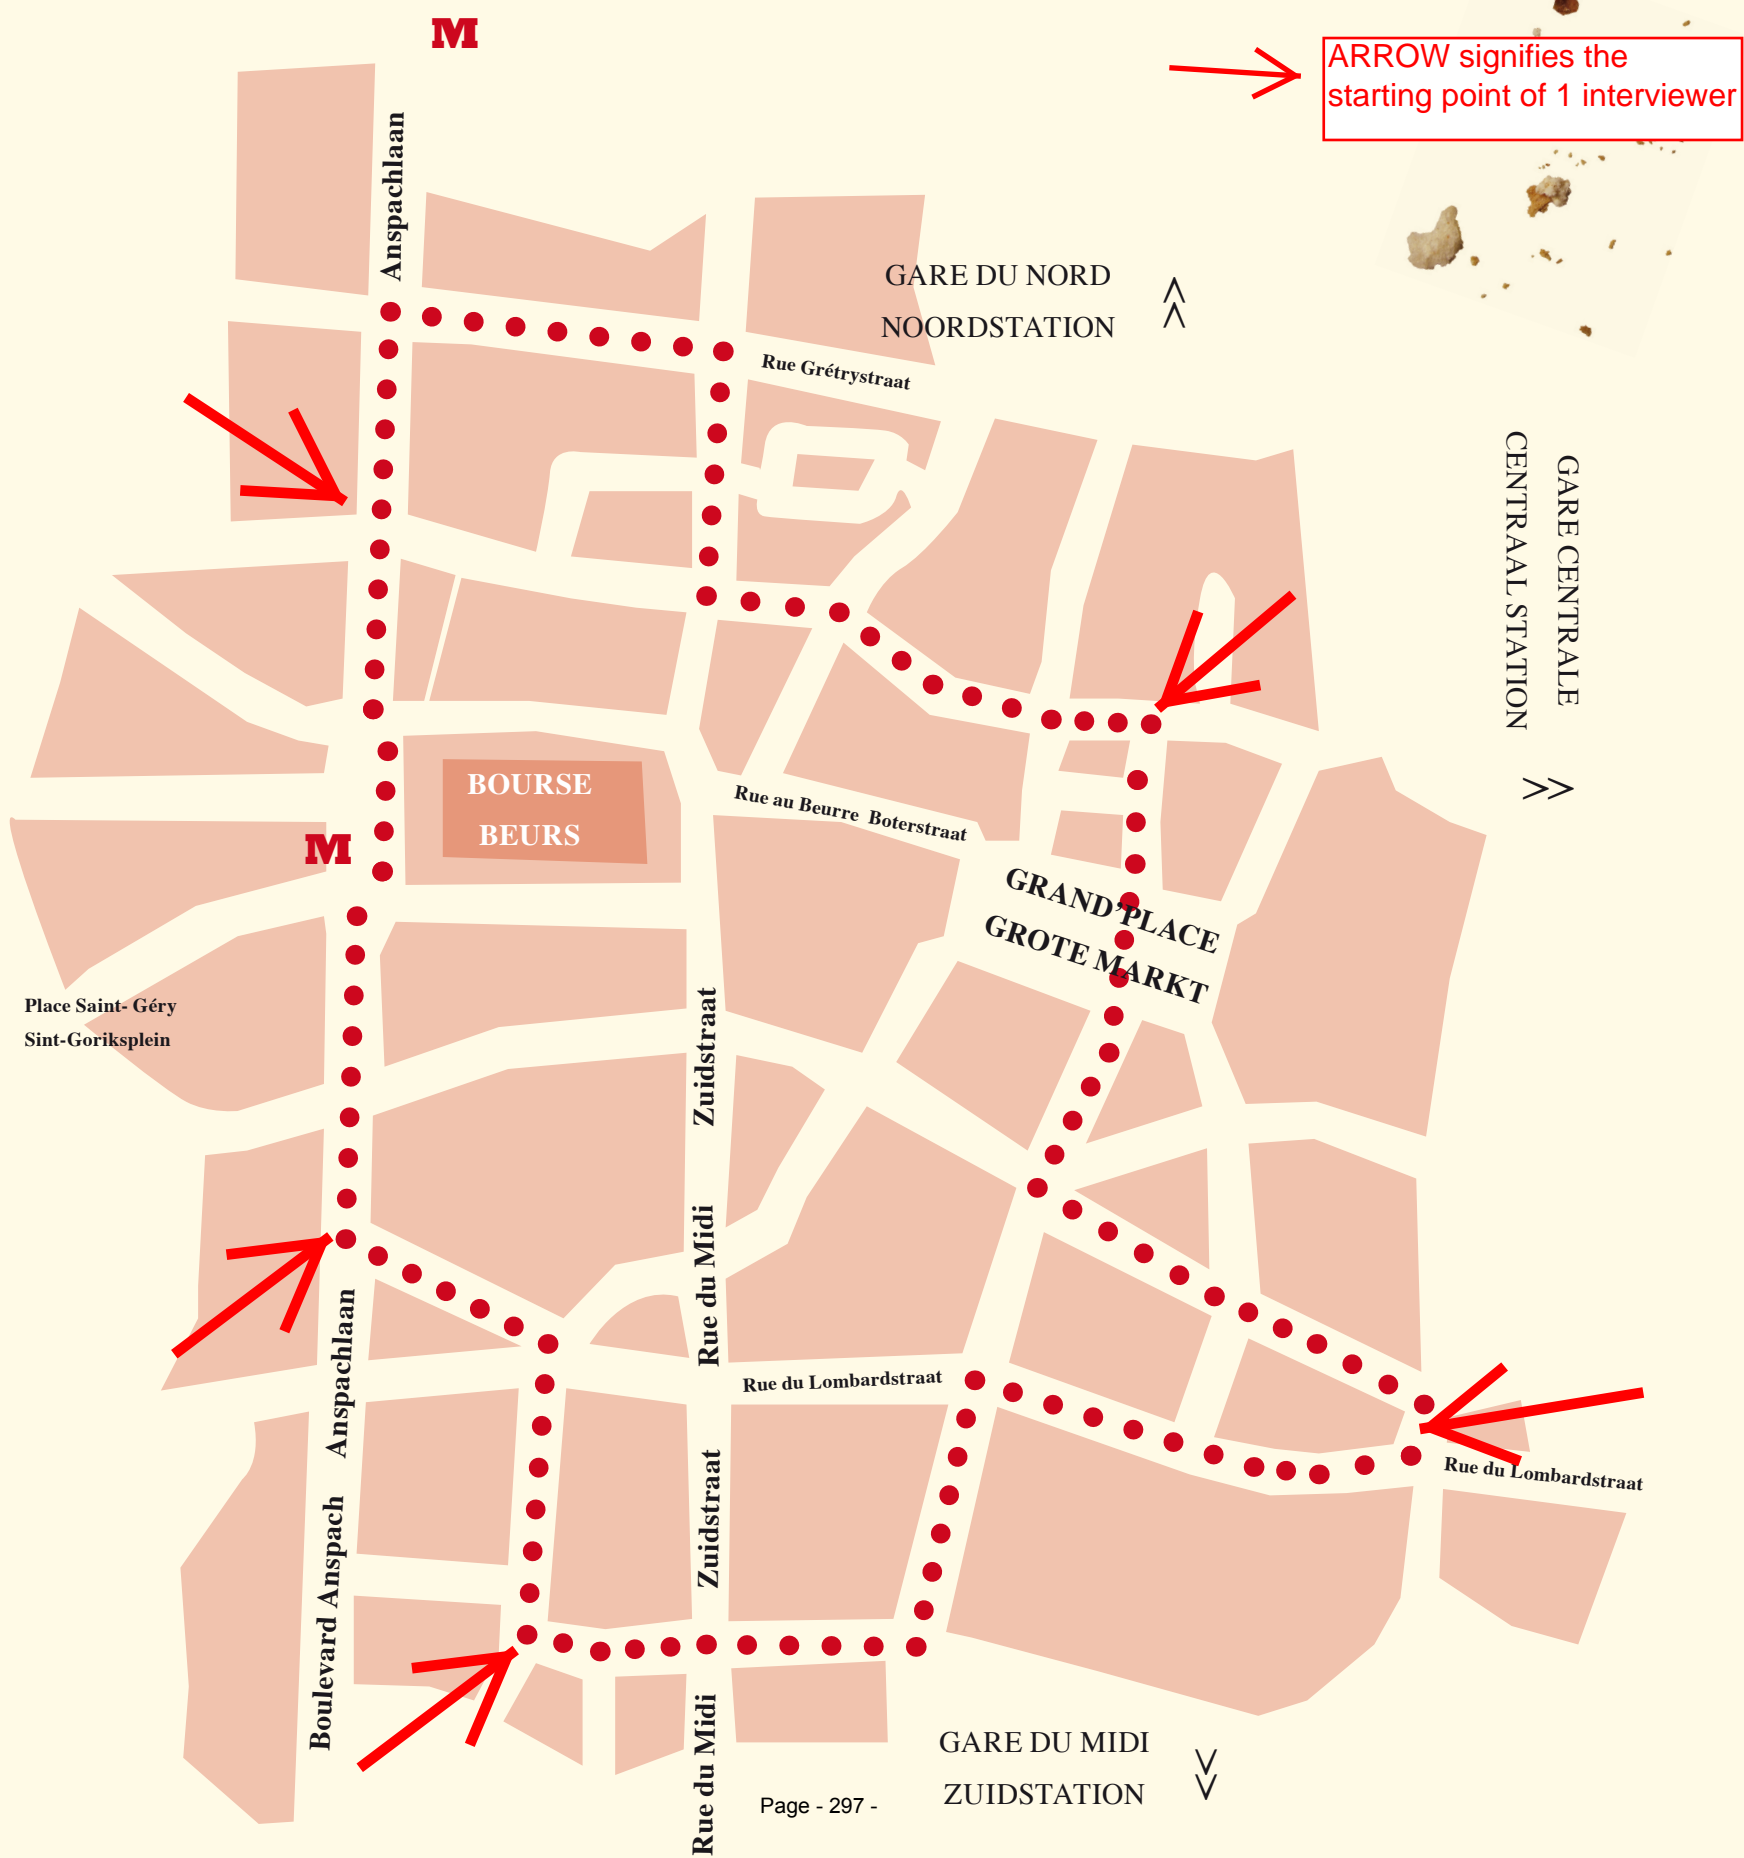 M
ARROW signifies the
starting point of 1 interviewer
Anspachlaan
GARE DU NORD
NOORDSTATION
Rue Grétrystraat
GARE CENTRALE
CENTRAAL STATION
BOURSE
BEURS
M
Rue au Beurre Boterstraat
GRAND'PLACE
GROTE MARKT
Place Saint- Géry
Sint-Goriksplein
Zuidstraat
Rue du Midi
Anspachlaan
Boulevard Anspach
Rue du Lombardstraat
Rue du Lombardstraat
Zuidstraat
Rue du Midi
GARE DU MIDI
ZUIDSTATION
Page - 297 -